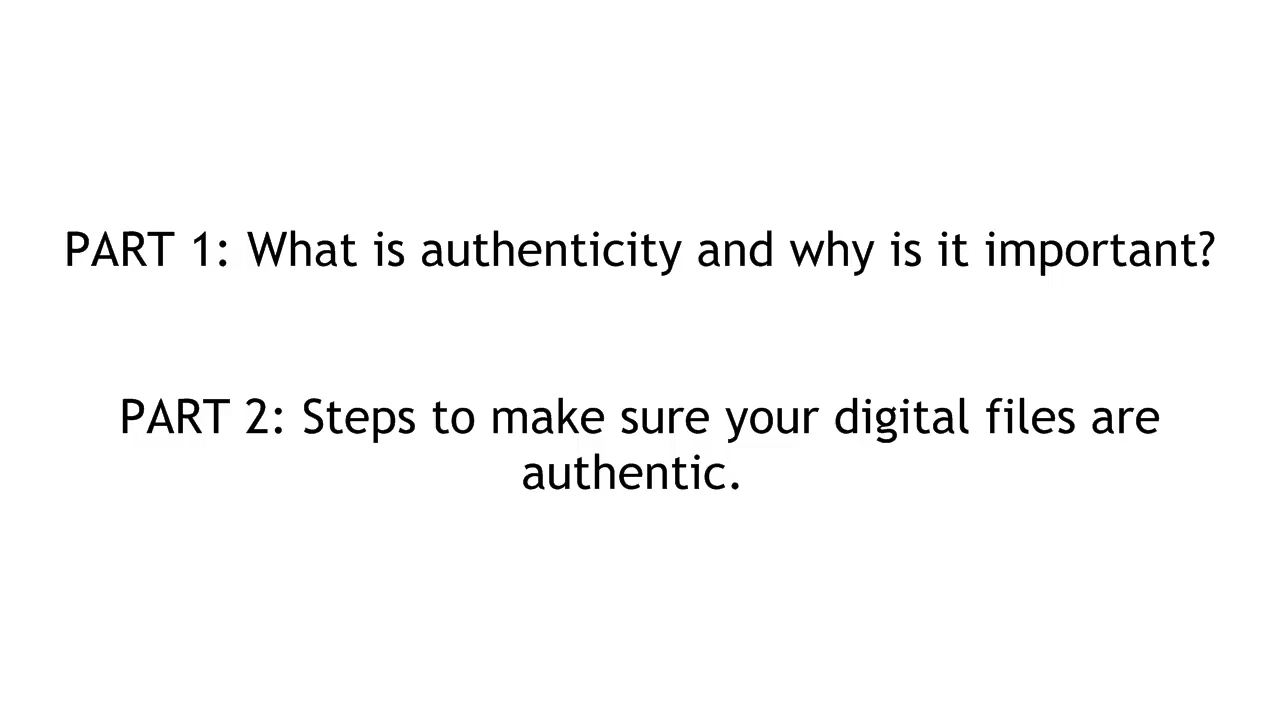 PART 1: What is authenticity and why is it important?
PART 2: Steps to make sure your digital files are
authentic.